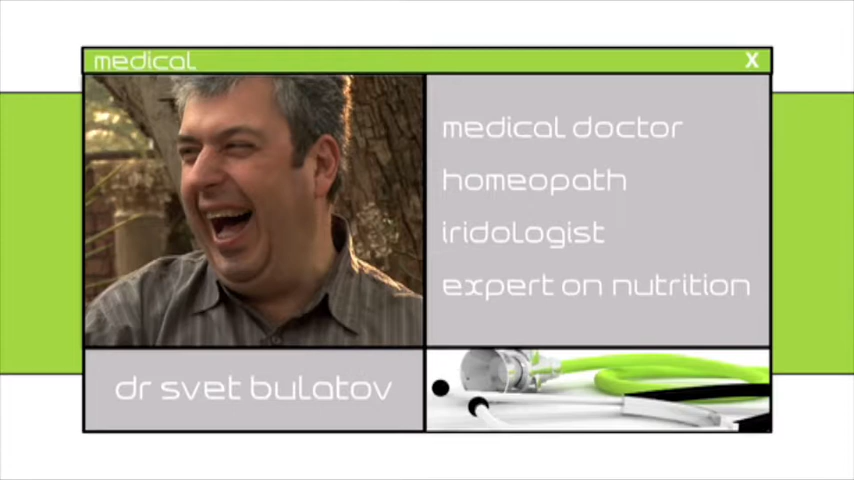 medical X
medical doctor
homeopath
iridologist
expert on nutrition
dr svet bulatov